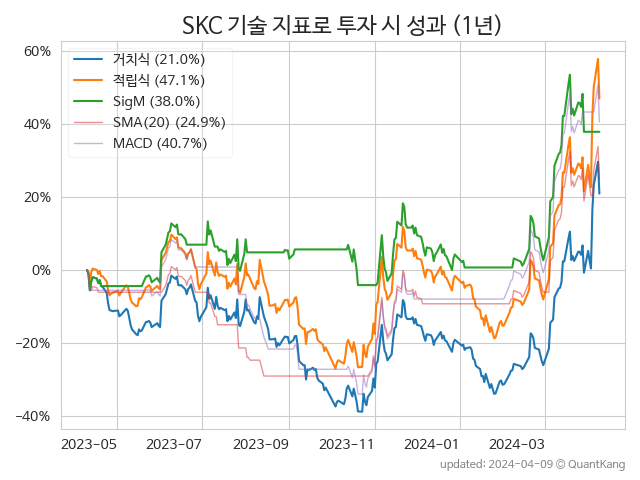 SKC 기술 지표로 투자 시 성과 (1년)
60%
40%
20%
0%
−20%
−40%
거치식 (21.0%)
적립식 (47.1%)
SigM (38.0%)
SMA(20) (24.9%)
MACD (40.7%)
2023-05
2023-07
2023-09
2023-11
2024-01
2024-03
updated: 2024-04-09 © QuantKang